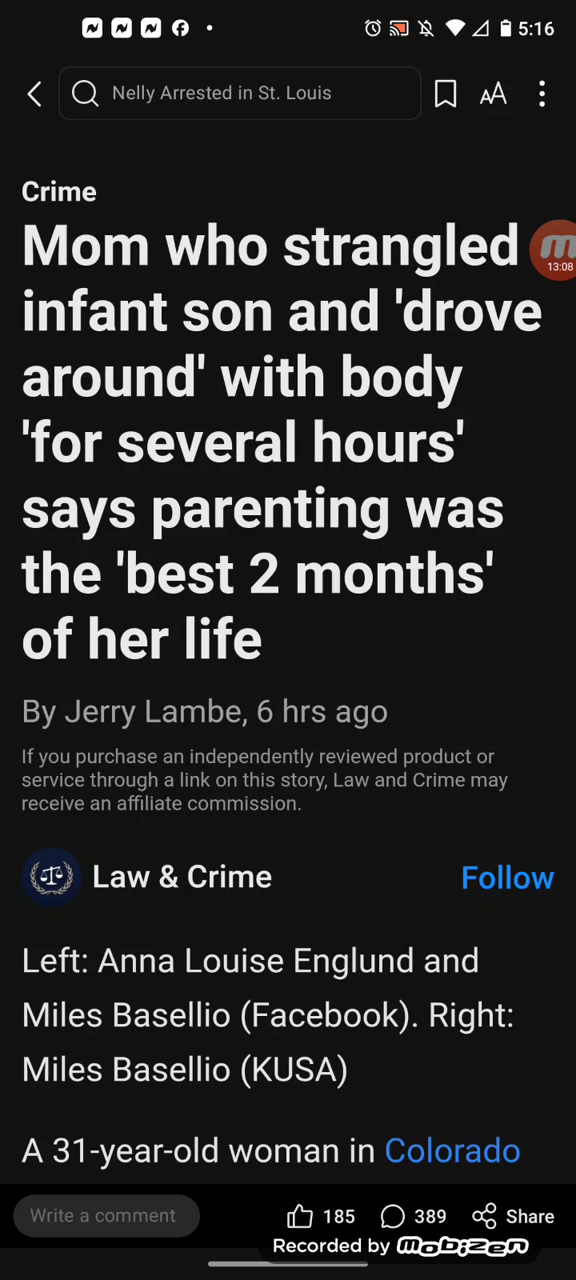 5:16
Nelly Arrested in St. Louis
AA
Crime
Mom who strangled
infant son and 'drove
around' with body
'for several hours'
says parenting was
the 'best 2 months'
of her life
13:08
By Jerry Lambe, 6 hrs ago
If you purchase an independently reviewed product or
service through a link on this story, Law and Crime may
receive an affiliate commission.
Law & Crime
Follow
Left: Anna Louise Englund and
Miles Basellio (Facebook). Right:
Miles Basellio (KUSA)
A 31-year-old woman in Colorado
Write a comment
185
389
Share
Recorded by mobizen